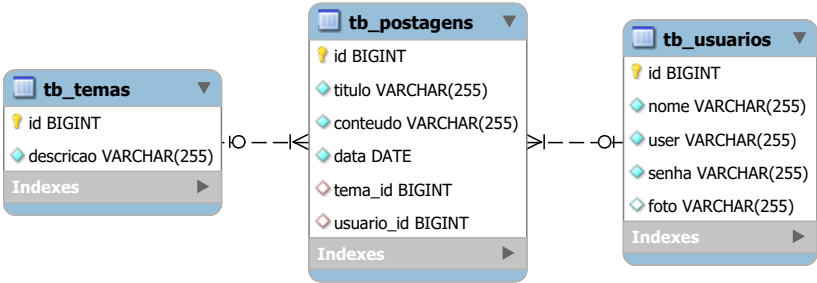 tb_temas
id BIGINT
descricao VARCHAR(255)
Indexes
tb_postagens
id BIGINT
titulo VARCHAR(255)
conteudo VARCHAR(255)
data DATE
tema_id BIGINT
usuario_id BIGINT
Indexes
tb_usuarios
id BIGINT
nome VARCHAR(255)
user VARCHAR(255)
senha VARCHAR(255)
foto VARCHAR(255)
Indexes